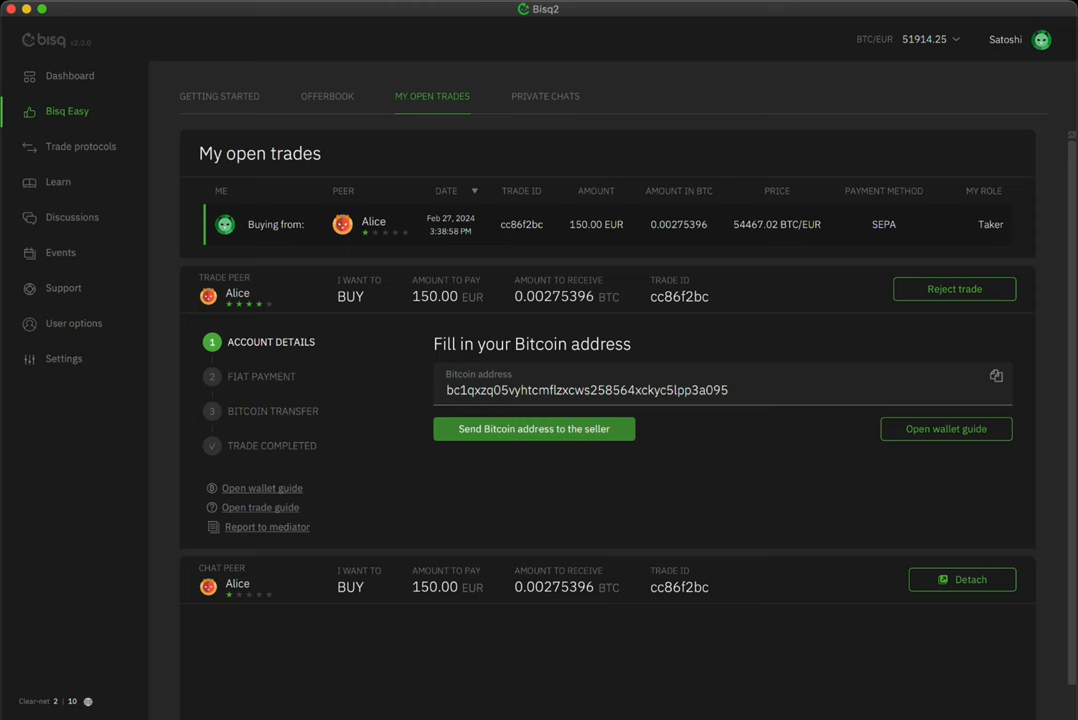 Bisq2
bisq v2.0.0
BTC/EUR 51914.25
Satoshi
Dashboard
Bisq Easy
Trade protocols
Learn
Discussions
Events
Support
User options
Settings
Clear-net 2 | 10
GETTING STARTED OFFERBOOK MY OPEN TRADES PRIVATE CHATS
My open trades
ME PEER DATE TRADE ID AMOUNT AMOUNT IN BTC PRICE PAYMENT METHOD MY ROLE
Buying from: Alice Feb 27, 2024 3:38:58 PM cc86f2bc 150.00 EUR 0.00275396 54467.02 BTC/EUR SEPA Taker
TRADE PEER I WANT TO AMOUNT TO PAY AMOUNT TO RECEIVE TRADE ID
Alice BUY 150.00 EUR 0.00275396 BTC cc86f2bc
Reject trade
1 ACCOUNT DETAILS
2 FIAT PAYMENT
3 BITCOIN TRANSFER
TRADE COMPLETED
Open wallet guide
Open trade guide
Report to mediator
Fill in your Bitcoin address
Bitcoin address
bc1qxzq05vyhtcmflzxcws258564xckyc5lpp3a095
Send Bitcoin address to the seller
Open wallet guide
CHAT PEER I WANT TO AMOUNT TO PAY AMOUNT TO RECEIVE TRADE ID
Alice BUY 150.00 EUR 0.00275396 BTC cc86f2bc
Detach